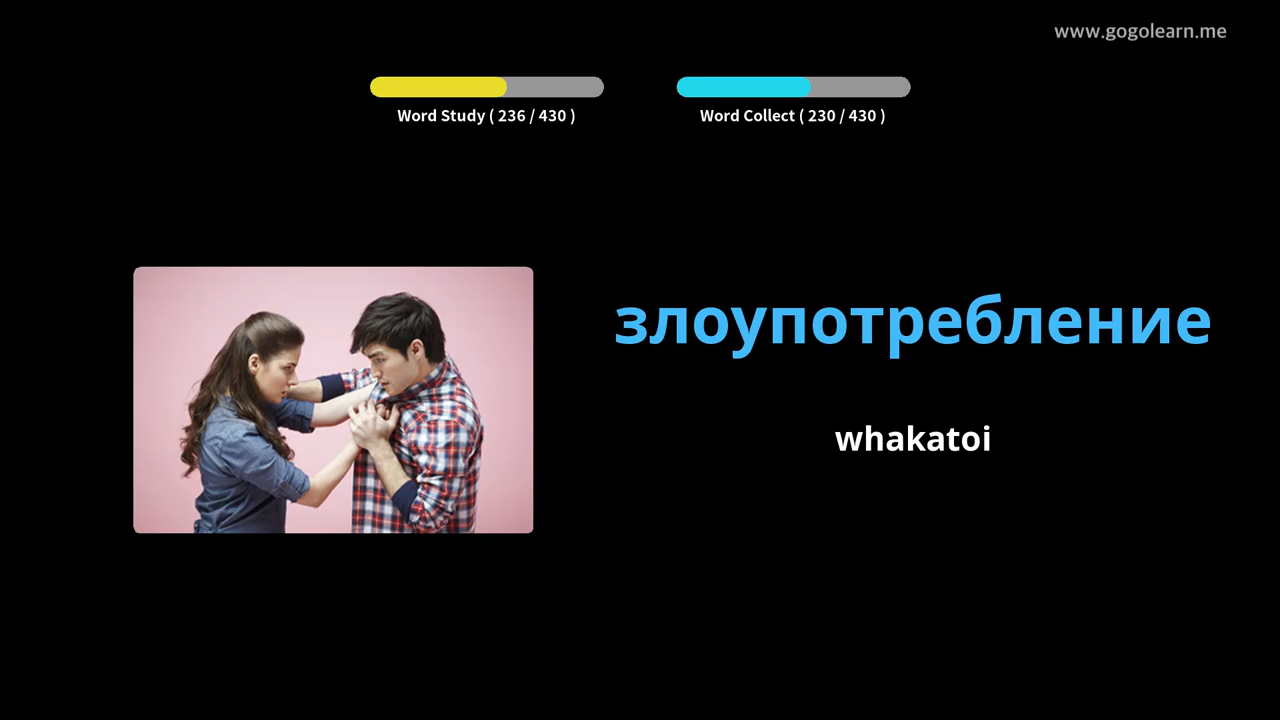 www.gogolearn.me
Word Study ( 236 / 430 )
Word Collect ( 230 / 430 )
злоупотребление
whakatoi